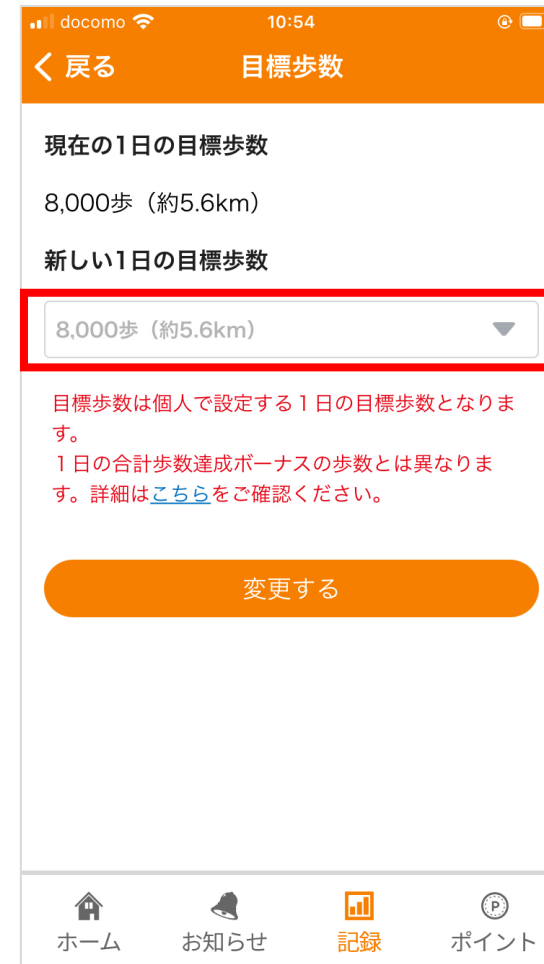 docomo 10:54
戻る 目標歩数
現在の1日の目標歩数
8,000歩（約5.6km）
新しい1日の目標歩数
8,000歩（約5.6km）
目標歩数は個人で設定する１日の目標歩数となりま
す。
１日の合計歩数達成ボーナスの歩数とは異なりま
す。詳細はこちらをご確認ください。
変更する
P
ホーム お知らせ 記録 ポイント